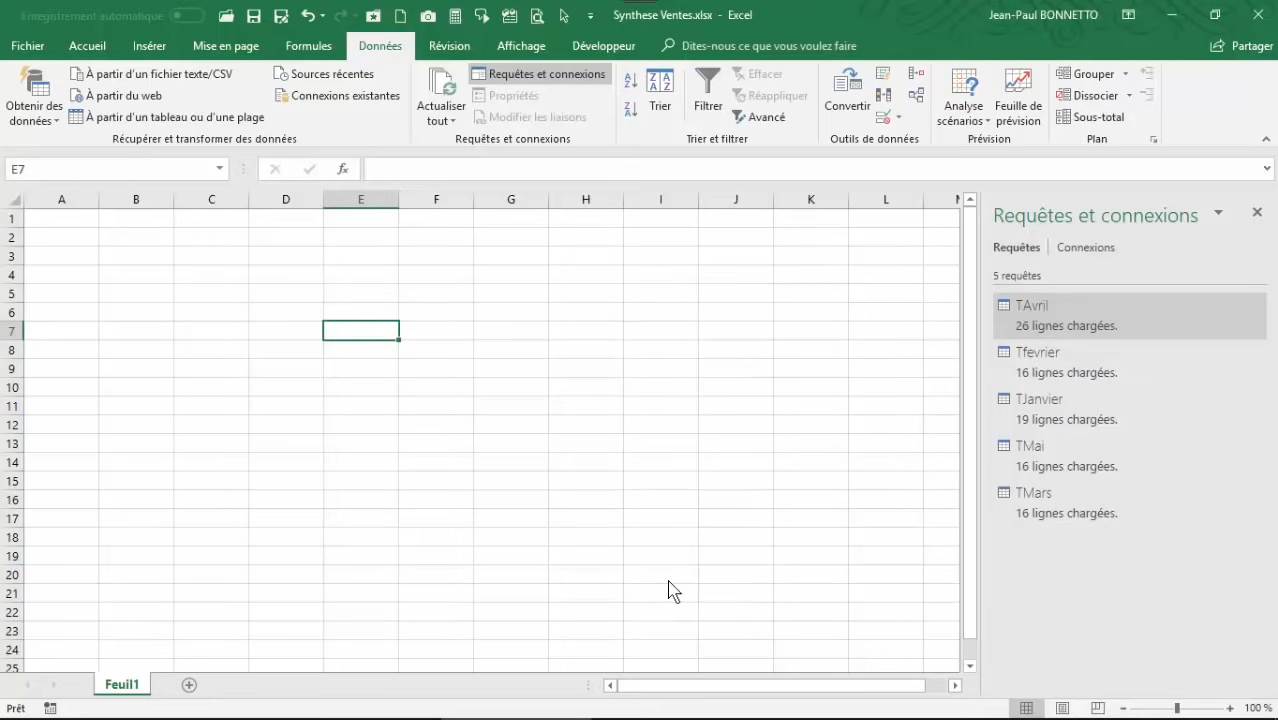 Enregistrement automatique
Synthese Ventes.xlsx - Excel
Jean-Paul BONNETTO
Fichier Accueil Insérer Mise en page Formules Données Révision Affichage Développeur Dites-nous ce que vous voulez faire Partager
À partir d'un fichier texte/CSV Sources récentes Requêtes et connexions Effacer Grouper
À partir du web Connexions existantes Propriétés Réappliquer Dissocier
À partir d'un tableau ou d'une plage Modifier les liaisons Avancé Sous-total
Obtenir des données
Actualiser tout
Trier
Filtrer
Convertir
Analyse scénarios
Feuille de prévision
Récupérer et transformer des données Requêtes et connexions Trier et filtrer Outils de données Prévision Plan
E7 fx
A B C D E F G H I J K L
1
2
3
4
5
6
7
8
9
10
11
12
13
14
15
16
17
18
19
20
21
22
23
24
25
Requêtes et connexions
Requêtes | Connexions
5 requêtes
TAvril
26 lignes chargées.
Tfevrier
16 lignes chargées.
TJanvier
19 lignes chargées.
TMai
16 lignes chargées.
TMars
16 lignes chargées.
Feuil1
Prêt
100 %